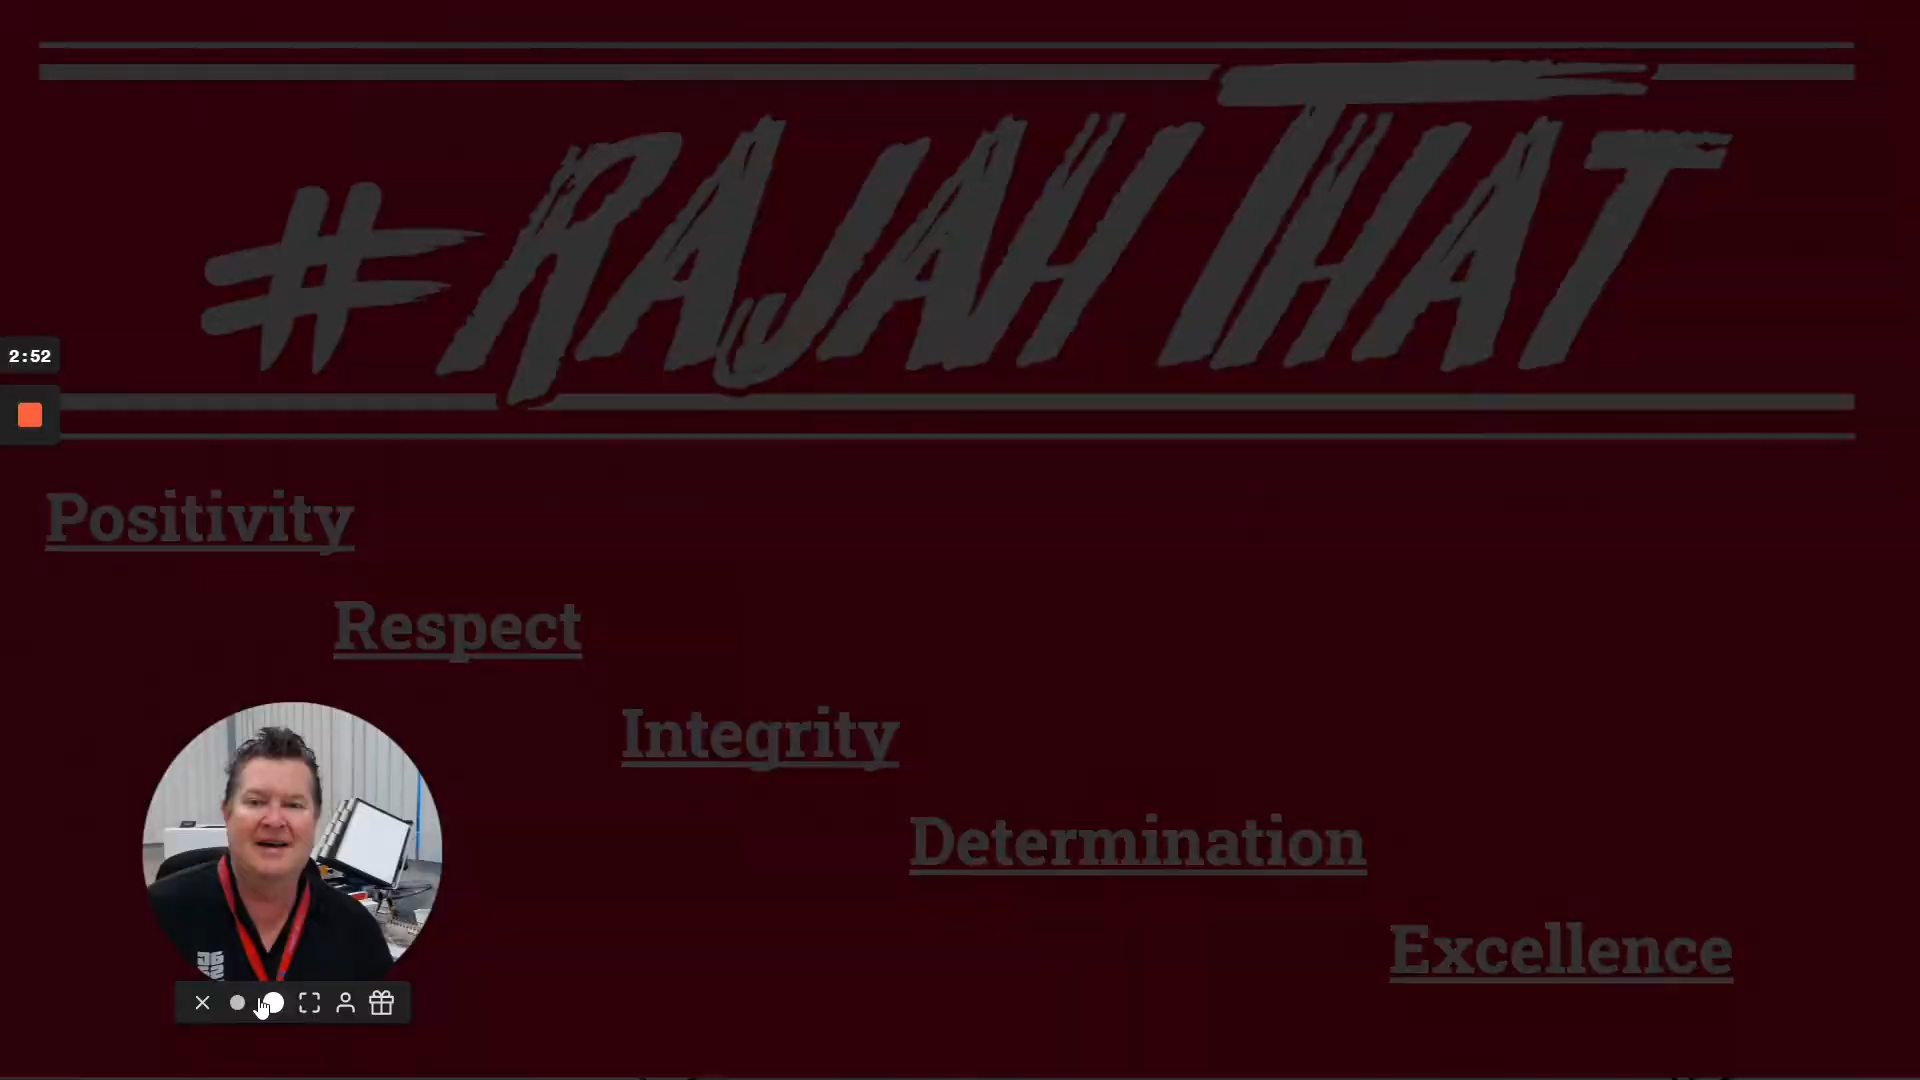 #RAJAH THAT
2:52
Positivity
Respect
Integrity
Determination
Excellence